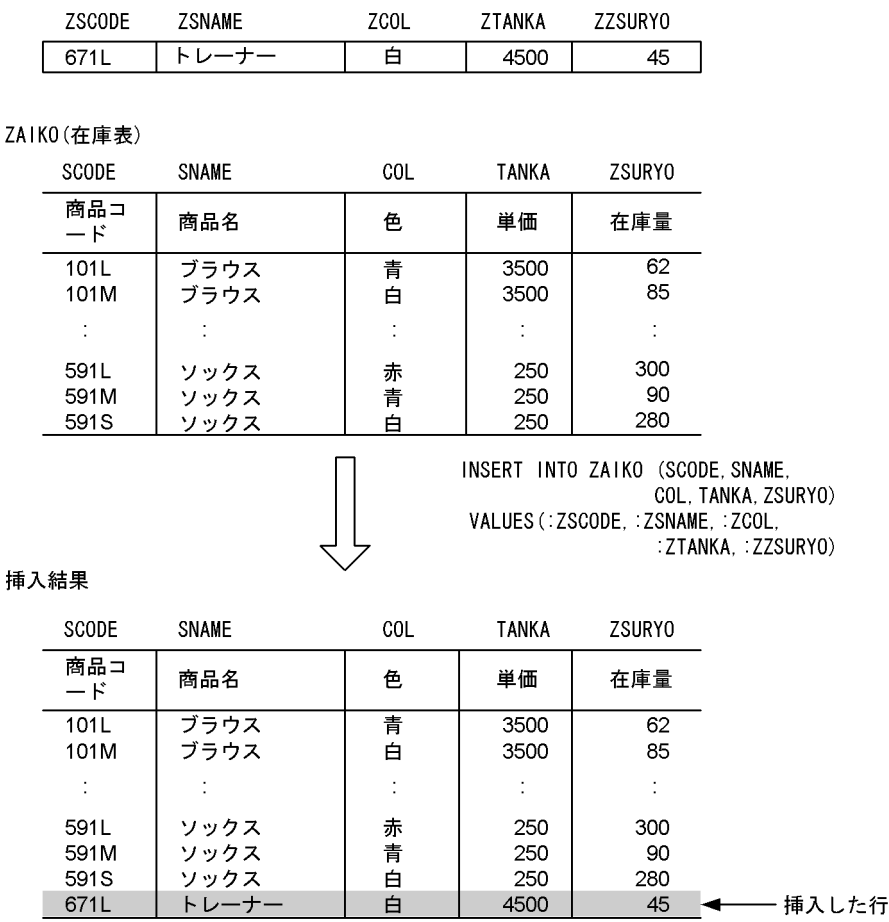 ZSCODE ZSNAME ZCOL ZTANKA ZZSURYO
671L トレーナー 白 4500 45
ZAIKO(在庫表)
SCODE SNAME COL TANKA ZSURYO
商品コ
ード 商品名 色 単価 在庫量
101L ブラウス 青 3500 62
101M ブラウス 白 3500 85
: : : : :
591L ソックス 赤 250 300
591M ソックス 青 250 90
591S ソックス 白 250 280
INSERT INTO ZAIKO (SCODE,SNAME,
COL,TANKA,ZSURYO)
VALUES(:ZSCODE,:ZSNAME,:ZCOL,
:ZTANKA,:ZZSURYO)
挿入結果
SCODE SNAME COL TANKA ZSURYO
商品コ
ード 商品名 色 単価 在庫量
101L ブラウス 青 3500 62
101M ブラウス 白 3500 85
: : : : :
591L ソックス 赤 250 300
591M ソックス 青 250 90
591S ソックス 白 250 280
671L トレーナー 白 4500 45 挿入した行